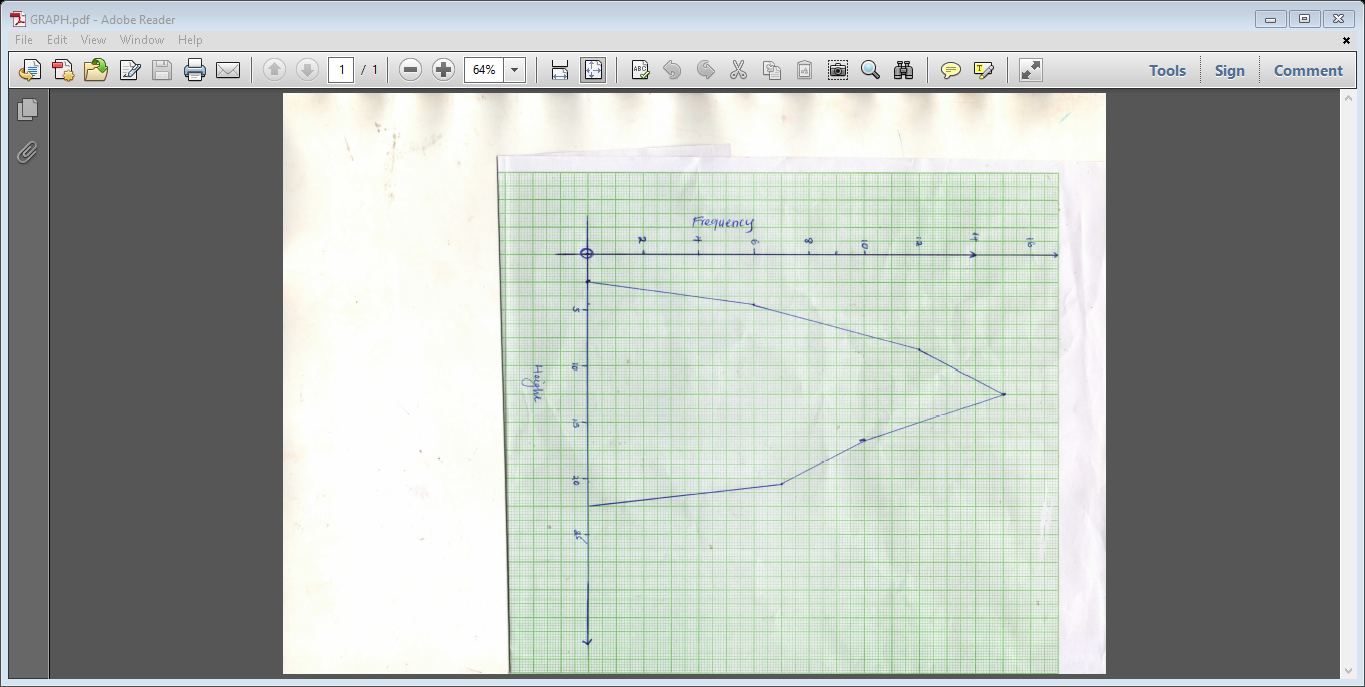 GRAPH.pdf - Adobe Reader
File Edit View Window Help
1 / 1 64% Tools Sign Comment
Frequency
2 4 6 8 10 12 14 16
0
5
10
15
20
25
Height